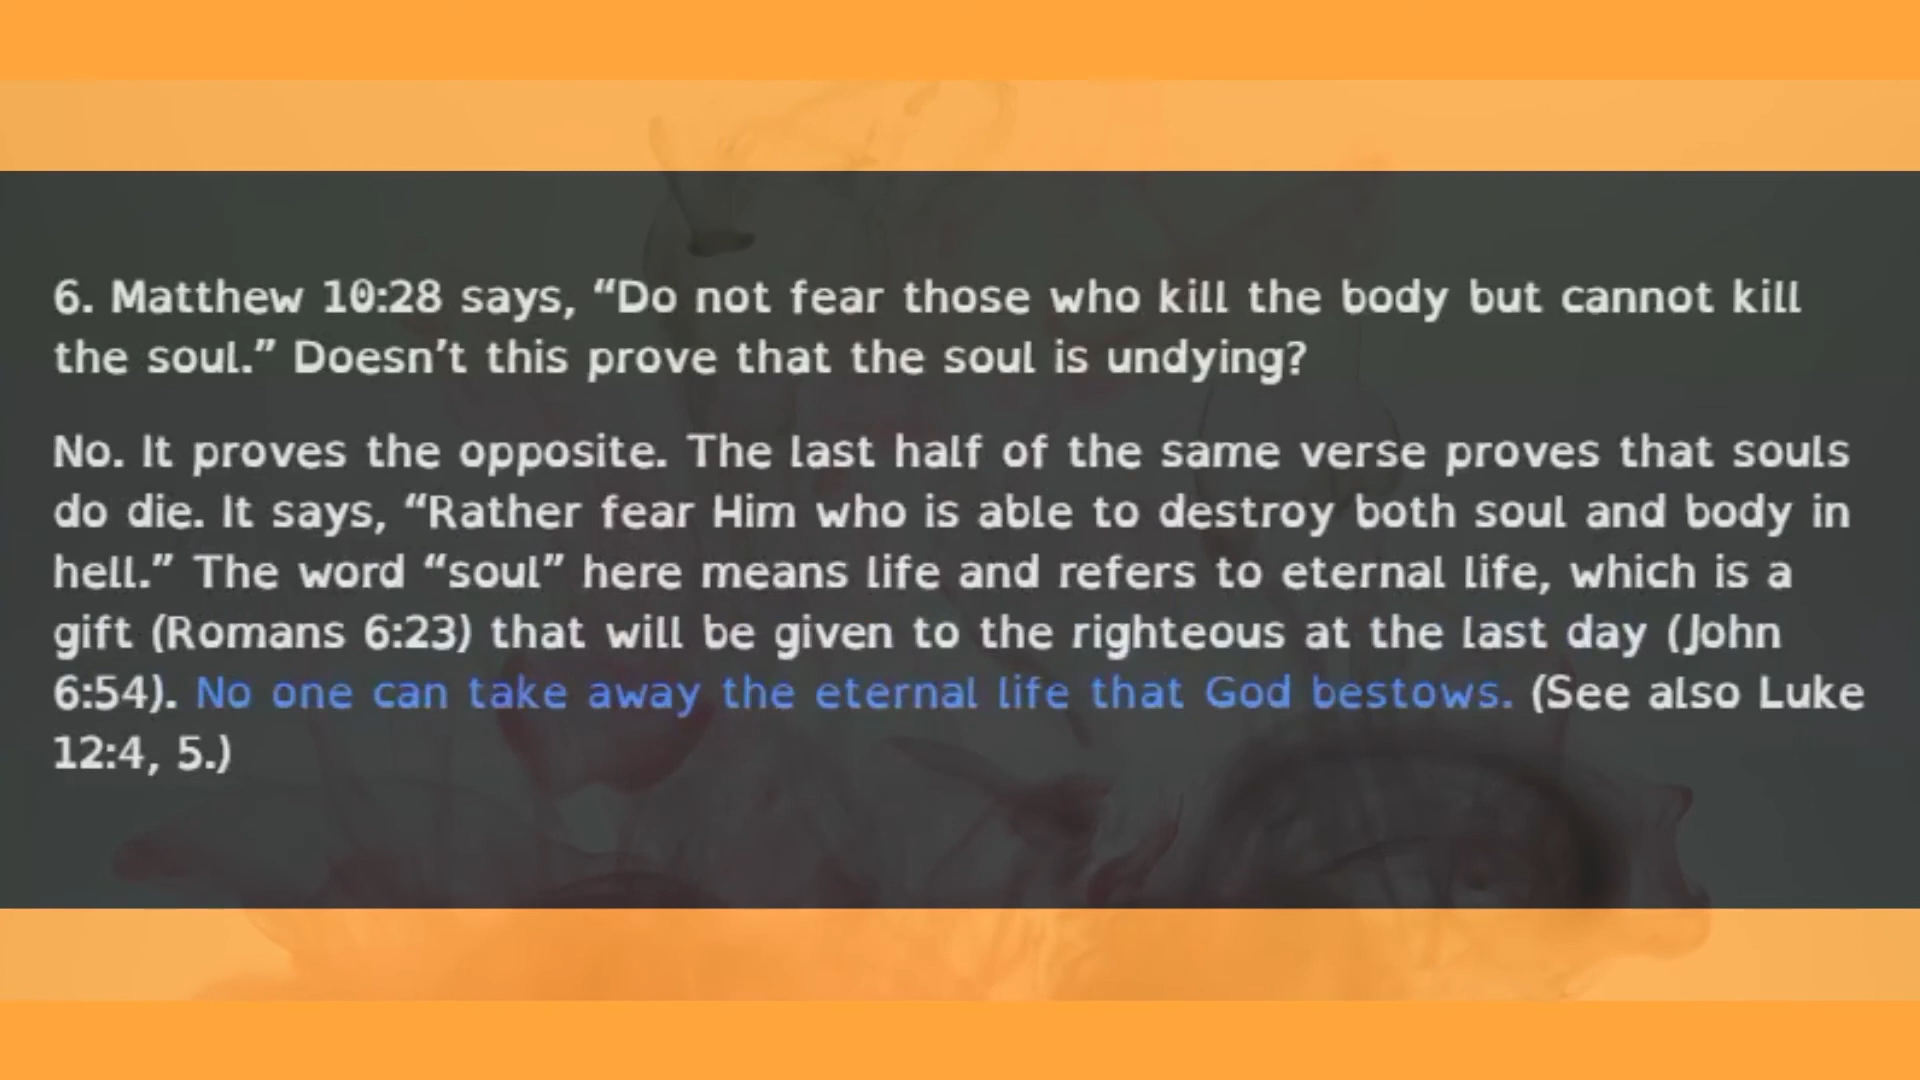 6. Matthew 10:28 says, “Do not fear those who kill the body but cannot kill
the soul.” Doesn’t this prove that the soul is undying?
No. It proves the opposite. The last half of the same verse proves that souls
do die. It says, “Rather fear Him who is able to destroy both soul and body in
hell.” The word “soul” here means life and refers to eternal life, which is a
gift (Romans 6:23) that will be given to the righteous at the last day (John
6:54). No one can take away the eternal life that God bestows. (See also Luke
12:4, 5.)